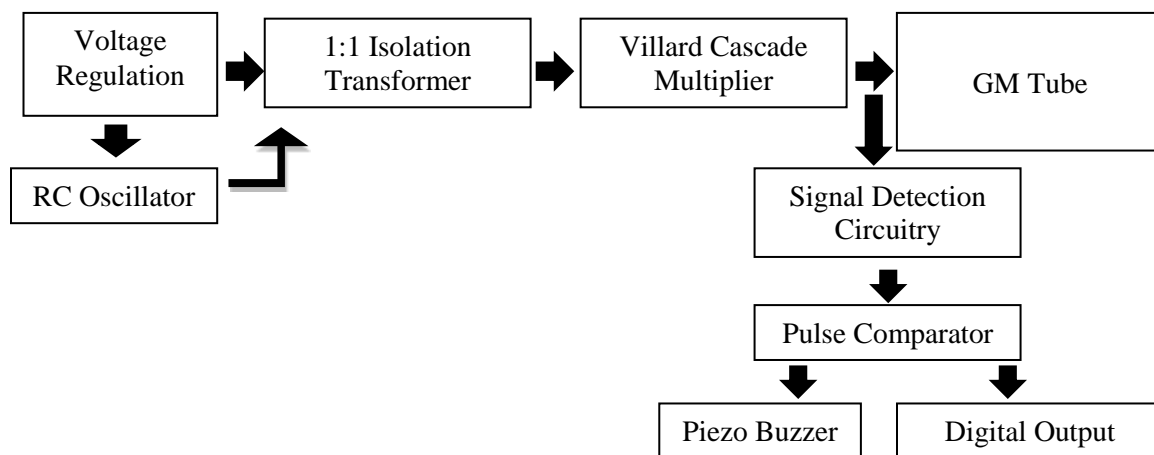 Voltage
Regulation
1:1 Isolation
Transformer
Villard Cascade
Multiplier
GM Tube
RC Oscillator
Signal Detection
Circuitry
Pulse Comparator
Piezo Buzzer
Digital Output